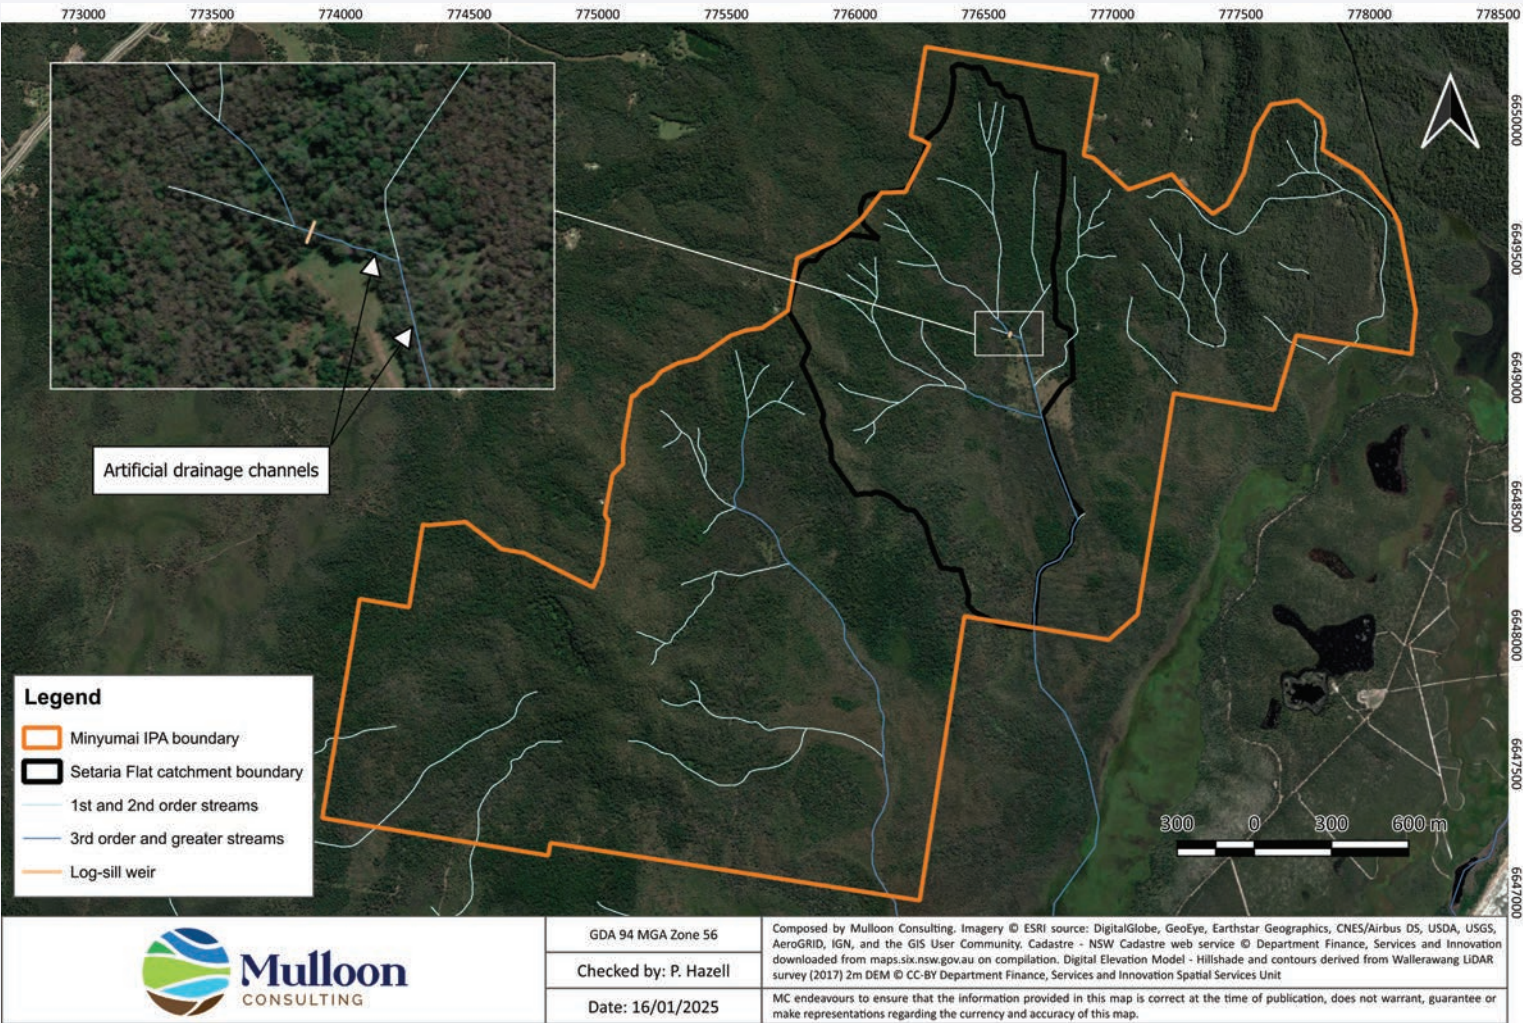 773000 773500 774000 774500 775000 775500 776000 776500 777000 777500 778000 778500
6650000
6649500
6649000
6648500
6648000
6647500
6647000
Artificial drainage channels
Legend
Minyumai IPA boundary
Setaria Flat catchment boundary
1st and 2nd order streams
3rd order and greater streams
Log-sill weir
300 0 300 600 m
Mulloon
CONSULTING
GDA 94 MGA Zone 56
Checked by: P. Hazell
Date: 16/01/2025
Composed by Mulloon Consulting. Imagery © ESRI source: DigitalGlobe, GeoEye, Earthstar Geographics, CNES/Airbus DS, USDA, USGS,
AeroGRID, IGN, and the GIS User Community. Cadastre - NSW Cadastre web service © Department Finance, Services and Innovation
downloaded from maps.six.nsw.gov.au on compilation. Digital Elevation Model - Hillshade and contours derived from Wallerawang LiDAR
survey (2017) 2m DEM © CC-BY Department Finance, Services and Innovation Spatial Services Unit
MC endeavours to ensure that the information provided in this map is correct at the time of publication, does not warrant, guarantee or
make representations regarding the currency and accuracy of this map.